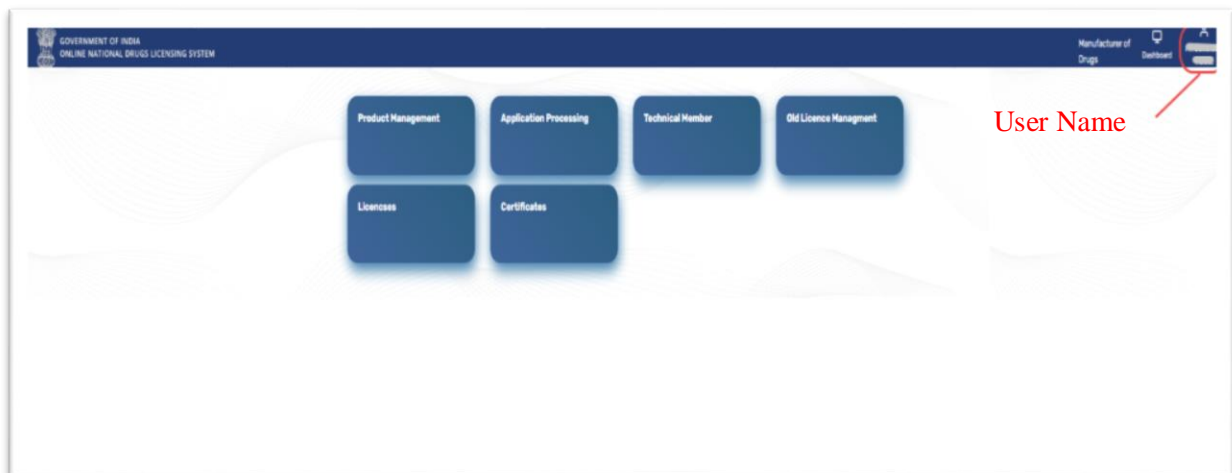 GOVERNMENT OF INDIA
ONLINE NATIONAL DRUGS LICENSING SYSTEM
Manufacturer of
Drugs
Dashboard
Product Management
Application Processing
Technical Member
Old Licence Managment
User Name
Licencses
Certificates